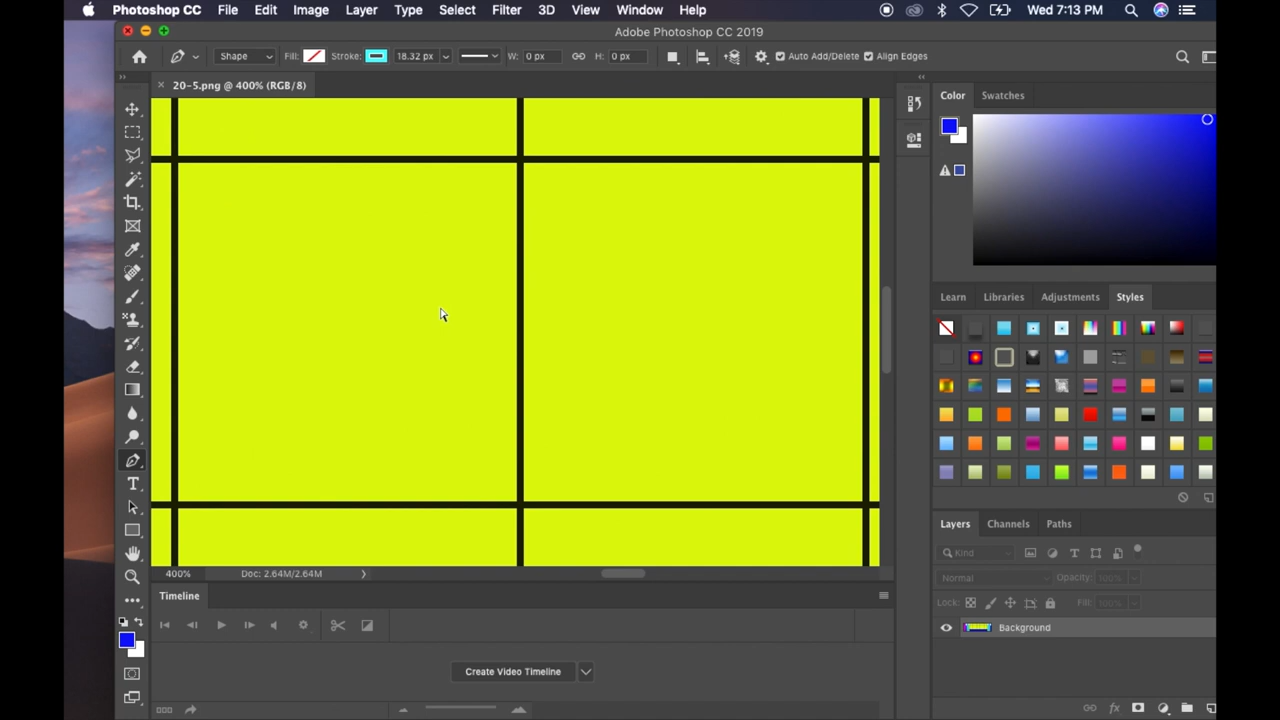 Photoshop CC File Edit Image Layer Type Select Filter 3D View Window Help Wed 7:13 PM
Adobe Photoshop CC 2019
Shape Fill: Stroke: 18.32 px W: 0 px H: 0 px Auto Add/Delete Align Edges
20-5.png @ 400% (RGB/8)
Color Swatches
Learn Libraries Adjustments Styles
Layers Channels Paths
Kind
Normal Opacity: 100%
Lock: Fill: 100%
Background
400% Doc: 2.64M/2.64M
Timeline
Create Video Timeline